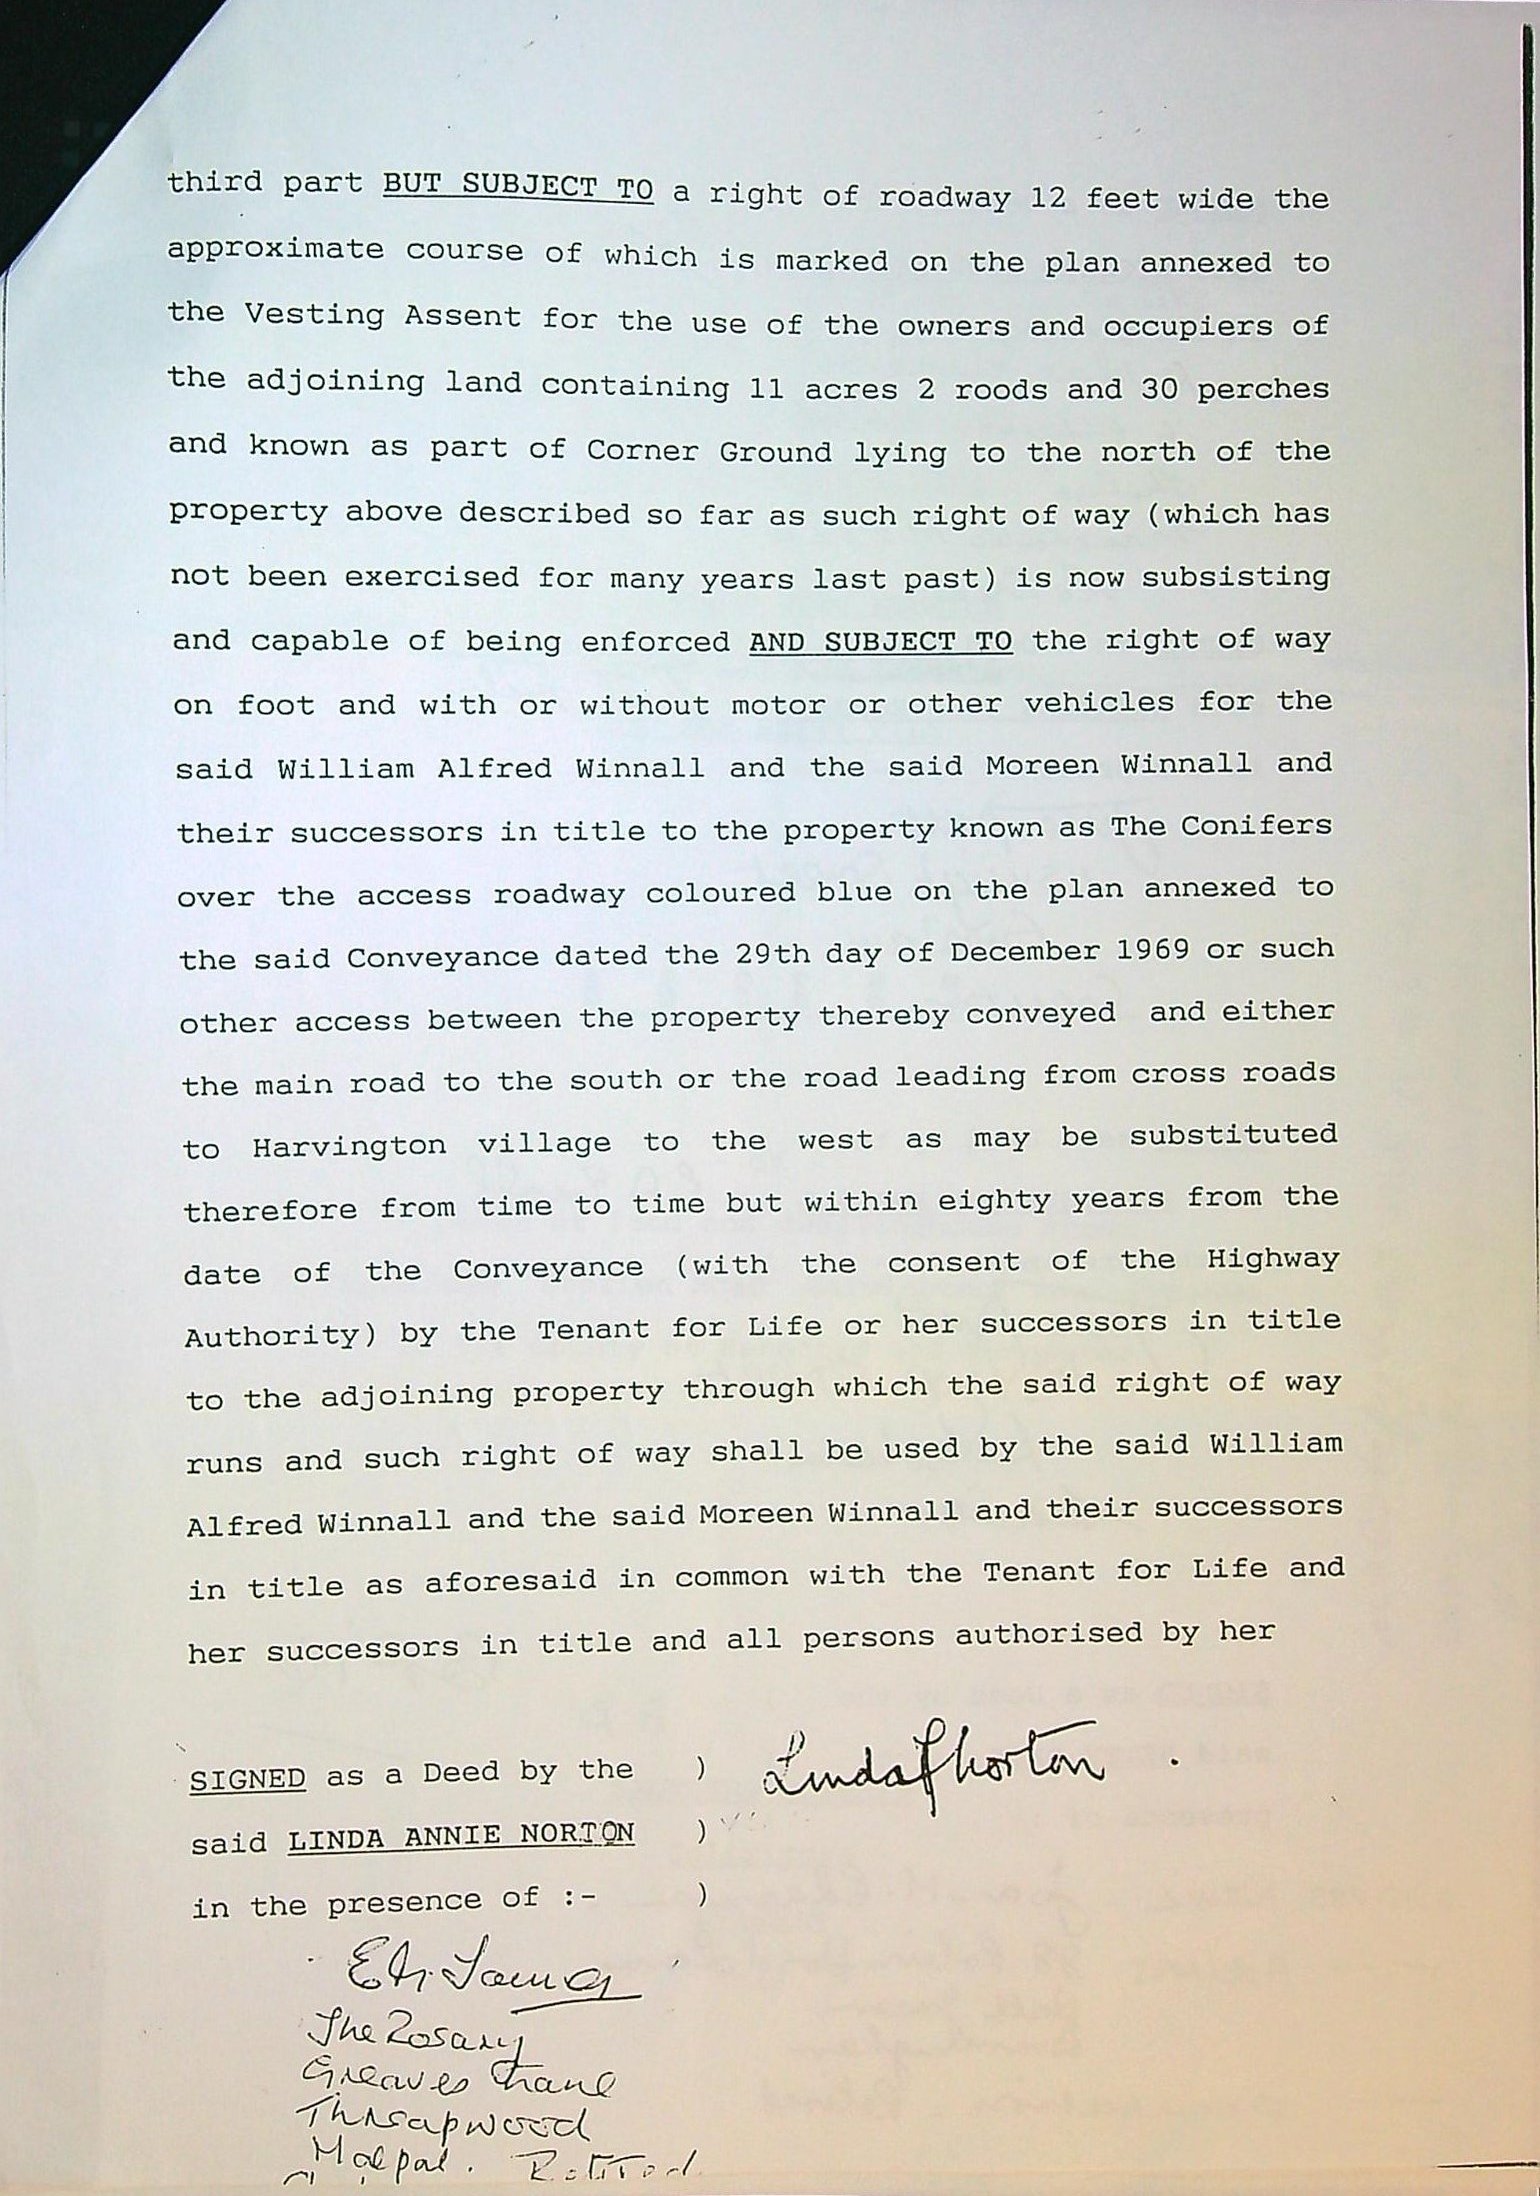 third part BUT SUBJECT TO a right of roadway 12 feet wide the
approximate course of which is marked on the plan annexed to
the Vesting Assent for the use of the owners and occupiers of
the adjoining land containing 11 acres 2 roods and 30 perches
and known as part of Corner Ground lying to the north of the
property above described so far as such right of way (which has
not been exercised for many years last past) is now subsisting
and capable of being enforced AND SUBJECT TO the right of way
on foot and with or without motor or other vehicles for the
said William Alfred Winnall and the said Moreen Winnall and
their successors in title to the property known as The Conifers
over the access roadway coloured blue on the plan annexed to
the said Conveyance dated the 29th day of December 1969 or such
other access between the property thereby conveyed and either
the main road to the south or the road leading from cross roads
to Harvington village to the west as may be substituted
therefore from time to time but within eighty years from the
date of the Conveyance (with the consent of the Highway
Authority) by the Tenant for Life or her successors in title
to the adjoining property through which the said right of way
runs and such right of way shall be used by the said William
Alfred Winnall and the said Moreen Winnall and their successors
in title as aforesaid in common with the Tenant for Life and
her successors in title and all persons authorised by her
SIGNED as a Deed by the ) Linda Norton
said LINDA ANNIE NORTON )
in the presence of :- )
The Rosary
Greaves Lane
Threapwood
Malpas. Retired